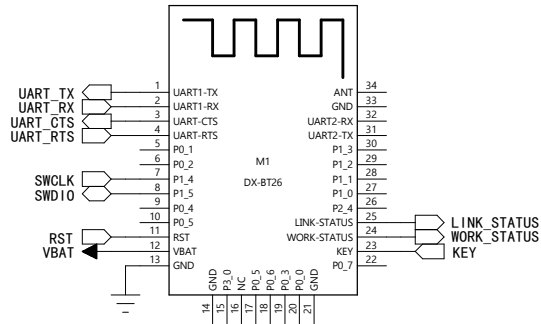 UART_TX 1 UART1-TX
UART_RX 2 UART1-RX
UART_CTS 3 UART-CTS
UART_RTS 4 UART-RTS
5 P0_1
6 P0_2
SWCLK 7 P1_4
SWDIO 8 P1_5
9 P0_4
10 P0_5
RST 11 RST
VBAT 12 VBAT
13 GND
M1
DX-BT26
ANT 34
GND 33
UART2-RX 32
UART2-TX 31
P1_3 30
P1_2 29
P1_1 28
P1_0 27
P2_4 26
LINK-STATUS 25 LINK_STATUS
WORK-STATUS 24 WORK_STATUS
KEY 23 KEY
P0_7 22
GND 14
P3_0 15
NC 16
P0_5 17
P0_6 18
P0_3 19
P0_0 20
GND 21